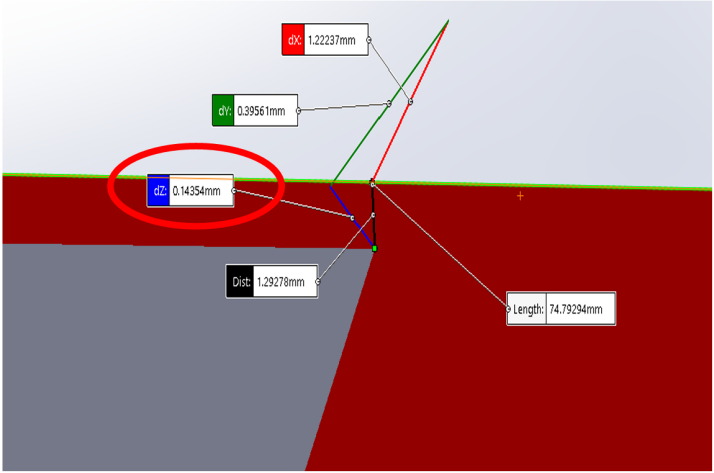 dX: 1.22237mm
dY: 0.39561mm
dZ: 0.14354mm
Dist: 1.29278mm
Length: 74.79294mm